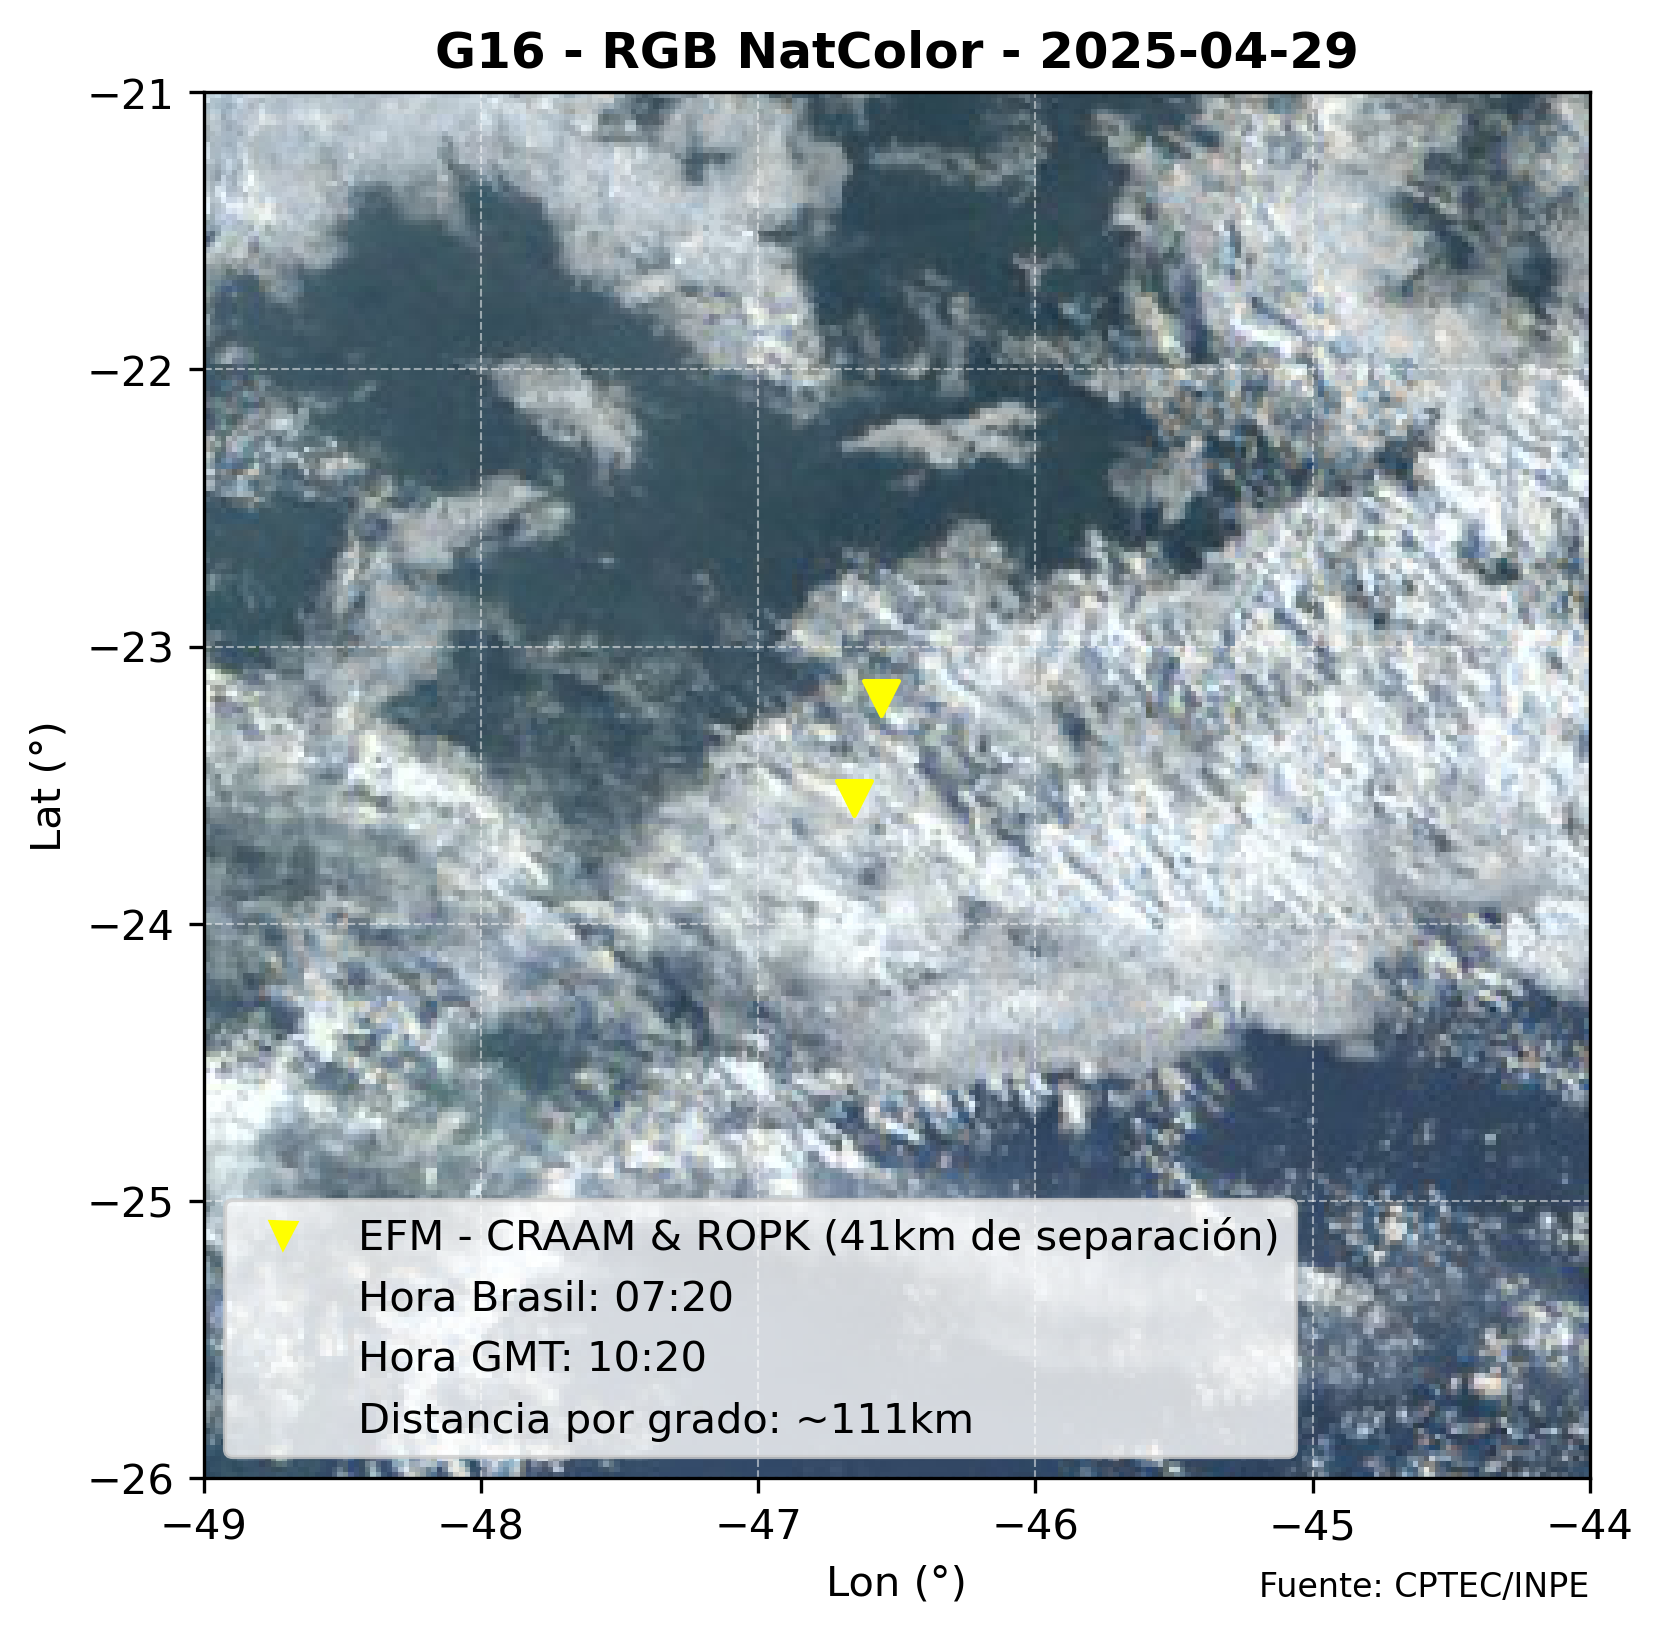 G16 - RGB NatColor - 2025-04-29
−21
−22
−23
−24
−25
−26
Lat (°)
EFM - CRAAM & ROPK (41km de separación)
Hora Brasil: 07:20
Hora GMT: 10:20
Distancia por grado: ~111km
−49 −48 −47 −46 −45 −44
Lon (°)
Fuente: CPTEC/INPE